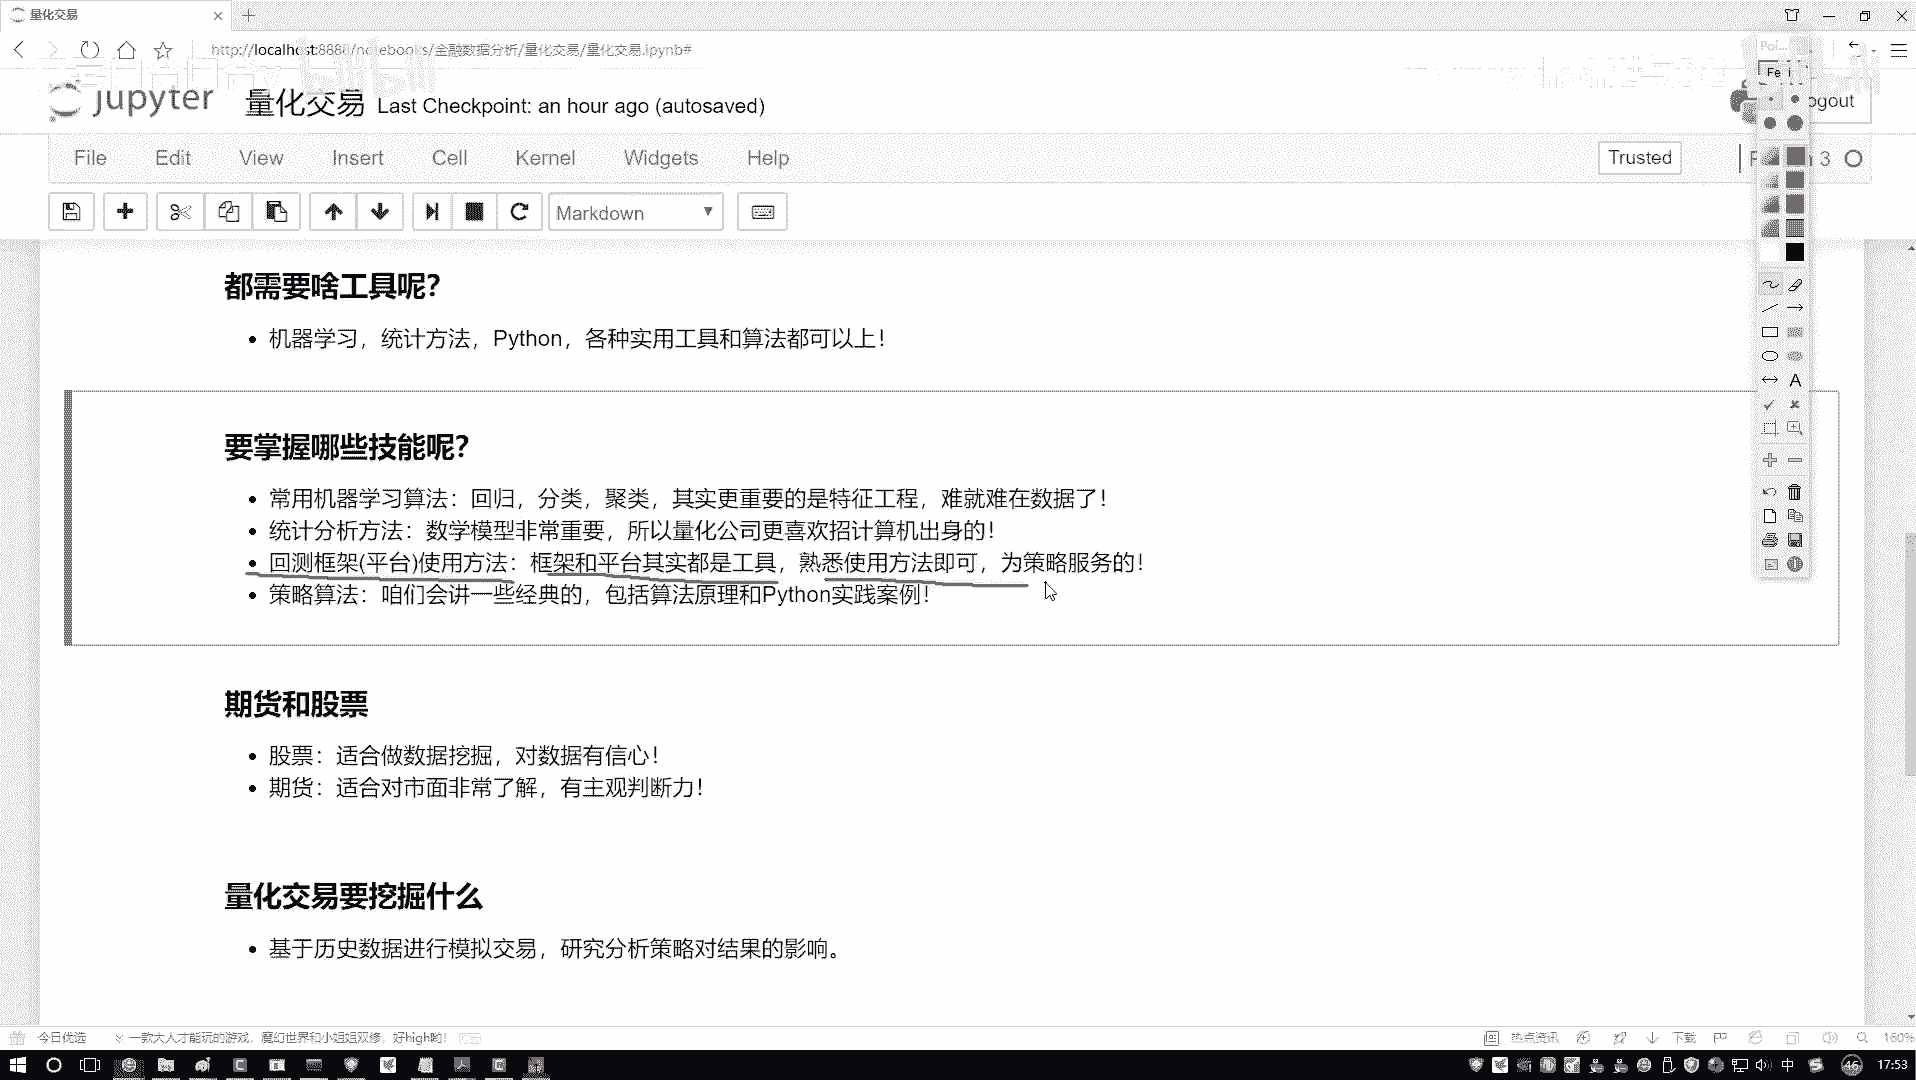 量化交易
http://localhost:8888/notebooks/金融数据分析/量化交易/量化交易.ipynb#
jupyter 量化交易 Last Checkpoint: an hour ago (autosaved)
ogout
File Edit View Insert Cell Kernel Widgets Help
Trusted
3
Markdown
都需要啥工具呢?
机器学习，统计方法，Python，各种实用工具和算法都可以上！
要掌握哪些技能呢?
常用机器学习算法：回归，分类，聚类，其实更重要的是特征工程，难就难在数据了！
统计分析方法：数学模型非常重要，所以量化公司更喜欢招计算机出身的！
回测框架(平台)使用方法：框架和平台其实都是工具，熟悉使用方法即可，为策略服务的！
策略算法：咱们会讲一些经典的，包括算法原理和Python实践案例！
期货和股票
股票：适合做数据挖掘，对数据有信心！
期货：适合对市面非常了解，有主观判断力！
量化交易要挖掘什么
基于历史数据进行模拟交易，研究分析策略对结果的影响。
今日优选
一款大人才能玩的游戏，魔幻世界和小姐姐双修，好high哟!
热点资讯
下载
160%
中
46
17:53